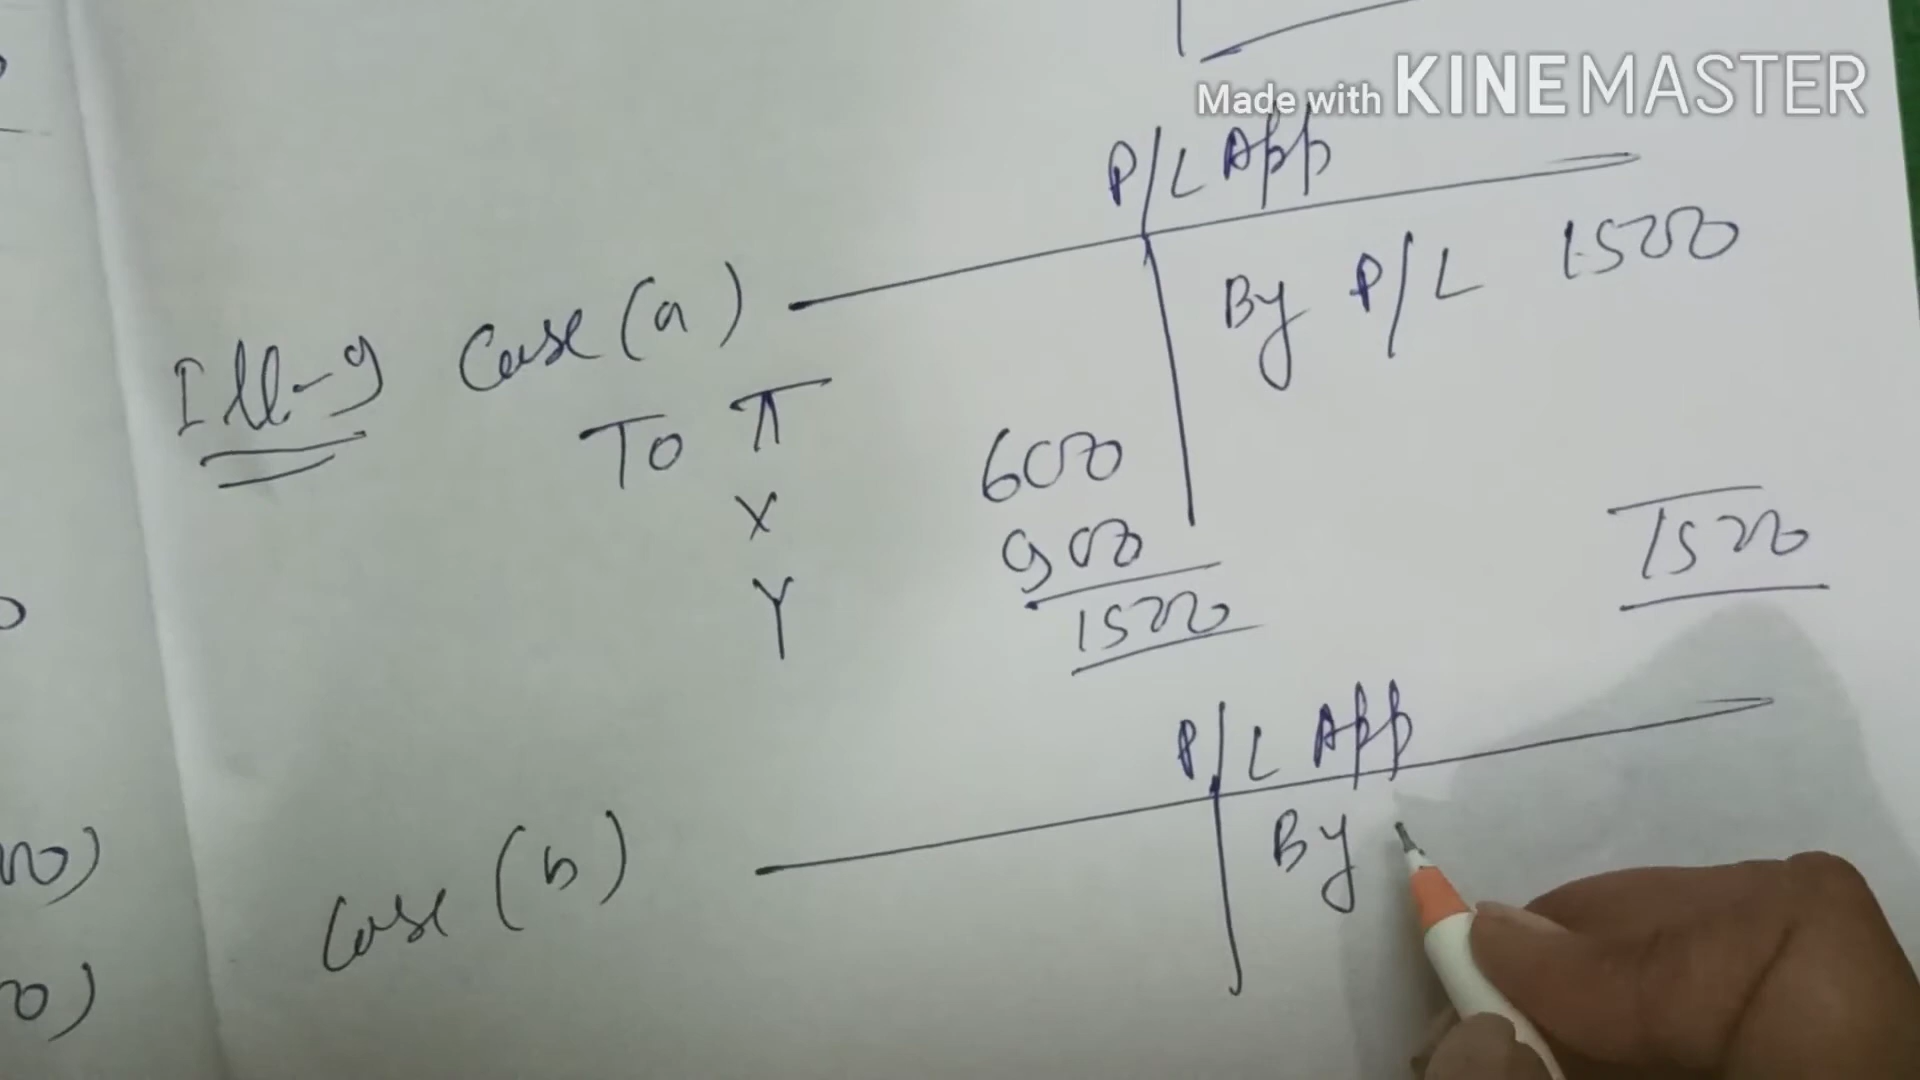 Made with KINEMASTER
P/L App
Ill-9 Case (a)
By P/L 1500
To π
X 600
Y 900
1500 1500
P/L App
Case (b)
By